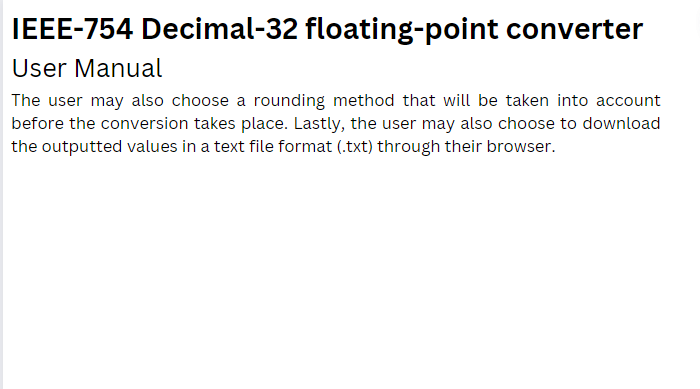 IEEE-754 Decimal-32 floating-point converter
User Manual
The user may also choose a rounding method that will be taken into account
before the conversion takes place. Lastly, the user may also choose to download
the outputted values in a text file format (.txt) through their browser.